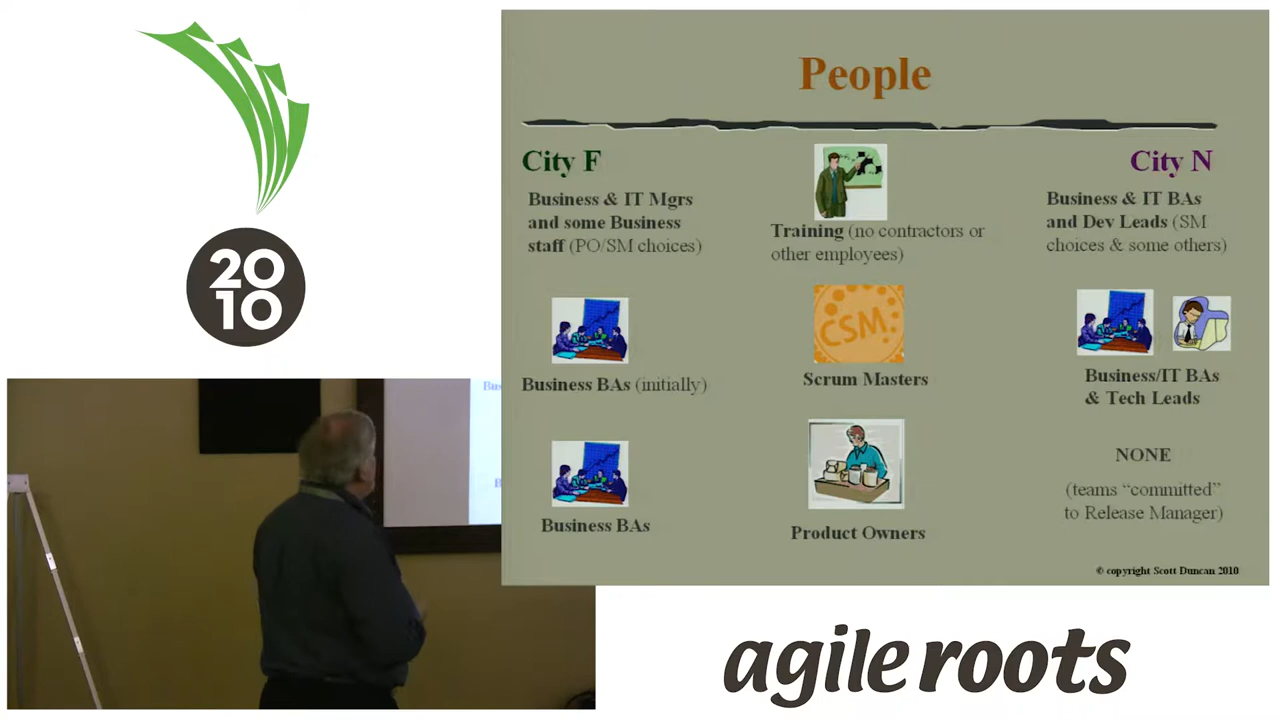 20
10
People
City F
City N
Business & IT Mgrs
and some Business
staff (PO/SM choices)
Training (no contractors or
other employees)
Business & IT BAs
and Dev Leads (SM
choices & some others)
CSM
Business BAs (initially)
Scrum Masters
Business/IT BAs
& Tech Leads
Business BAs
Product Owners
NONE
(teams “committed”
to Release Manager)
© copyright Scott Duncan 2010
agile roots